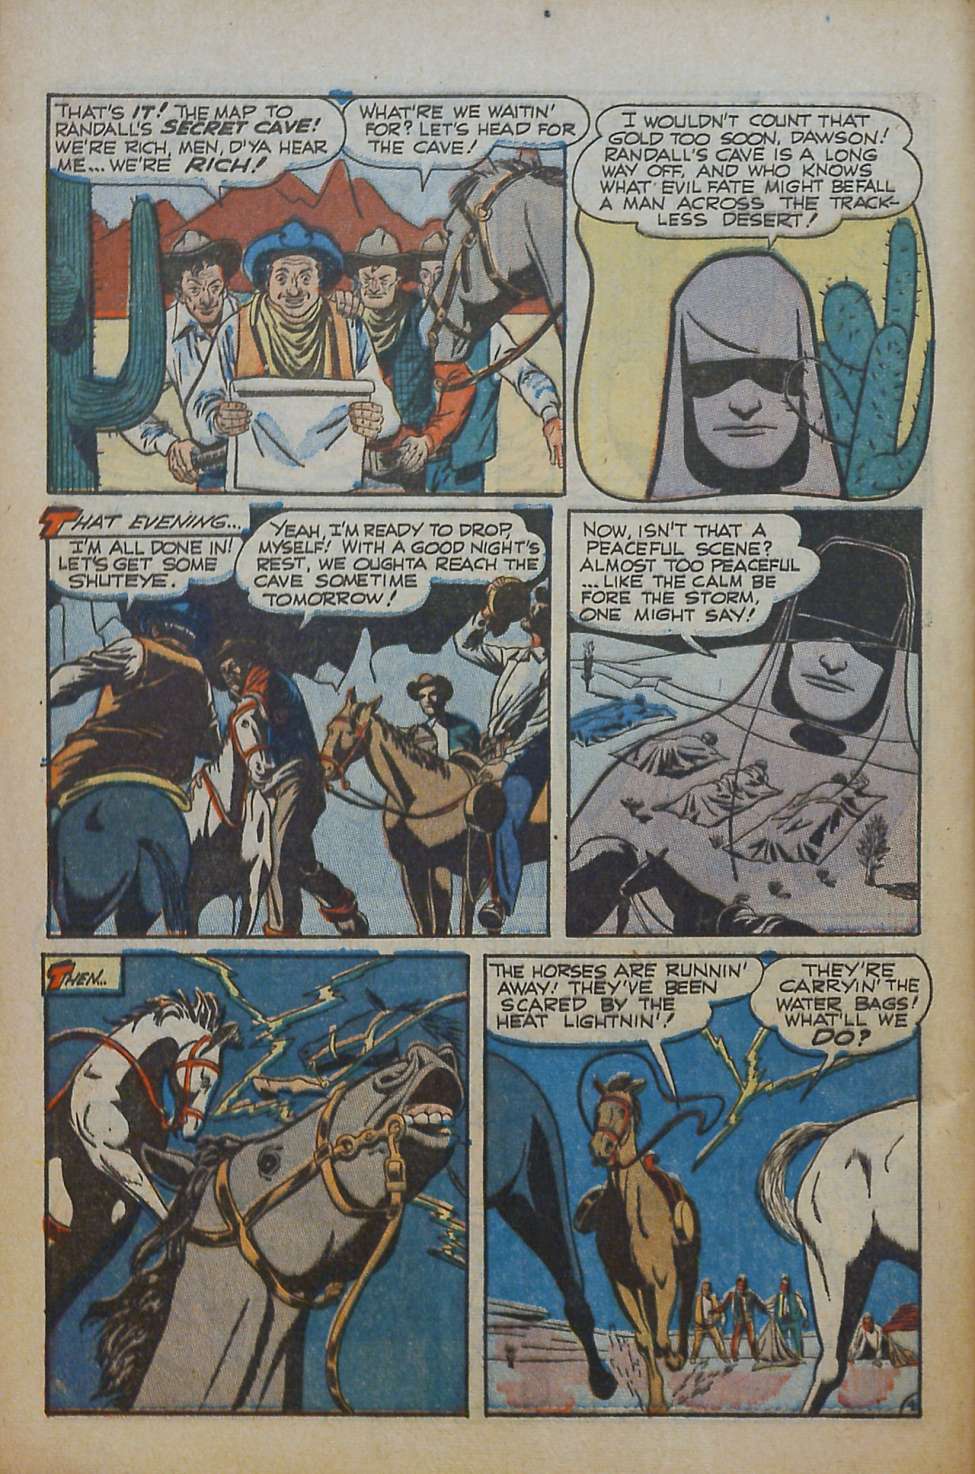 THAT'S IT! THE MAP TO
RANDALL'S SECRET CAVE!
WE'RE RICH, MEN, D'YA HEAR
ME... WE'RE RICH!
WHAT'RE WE WAITIN'
FOR? LET'S HEAD FOR
THE CAVE!
I WOULDN'T COUNT THAT
GOLD TOO SOON, DAWSON!
RANDALL'S CAVE IS A LONG
WAY OFF, AND WHO KNOWS
WHAT EVIL FATE MIGHT BEFALL
A MAN ACROSS THE TRACK-
LESS DESERT!
THAT EVENING...
I'M ALL DONE IN!
LET'S GET SOME
SHUTEYE.
YEAH, I'M READY TO DROP,
MYSELF! WITH A GOOD NIGHT'S
REST, WE OUGHTA REACH THE
CAVE SOMETIME
TOMORROW!
NOW, ISN'T THAT A
PEACEFUL SCENE?
ALMOST TOO PEACEFUL
...LIKE THE CALM BE
FORE THE STORM,
ONE MIGHT SAY!
THEN...
THE HORSES ARE RUNNIN'
AWAY! THEY'VE BEEN
SCARED BY THE
HEAT LIGHTNIN'!
THEY'RE
CARRYIN' THE
WATER BAGS!
WHAT'LL WE
DO?
4